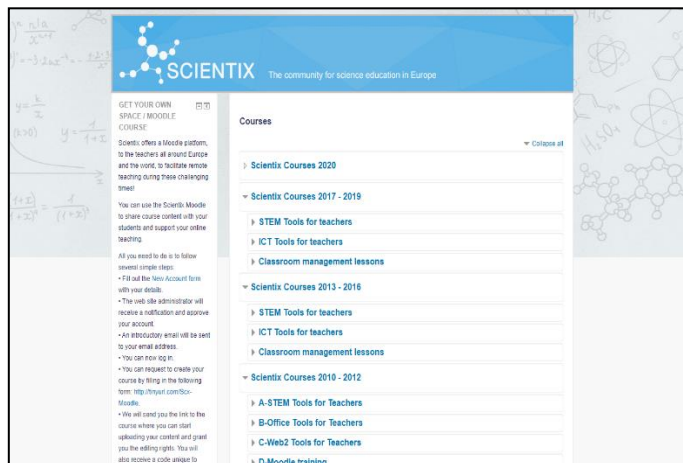 SCIENTIX The community for science education in Europe
GET YOUR OWN
SPACE / MOODLE
COURSE
Scientix offers a Moodle platform,
to the teachers all around Europe
and the world, to facilitate remote
teaching during these challenging
times!
You can use the Scientix Moodle
to share course content with your
students and support your online
teaching.
All you need to do is to follow
several simple steps
• Fill out the New Account form
with your details.
• The web site administrator will
receive a notification and approve
your account.
• An introductory email will be sent
to your email address.
• You can now log in.
• You can request to create your
course by filling in the following
form: http://tinyurl.com/Scx-
Moodle.
• We will send you the link to the
course where you can start
uploading your content and grant
you the editing rights. You will
also receive a code unique to
Courses
Collapse all
Scientix Courses 2020
Scientix Courses 2017 - 2019
STEM Tools for teachers
ICT Tools for teachers
Classroom management lessons
Scientix Courses 2013 - 2016
STEM Tools for teachers
ICT Tools for teachers
Classroom management lessons
Scientix Courses 2010 - 2012
A-STEM Tools for Teachers
B-Office Tools for Teachers
C-Web2 Tools for Teachers
D-Moodle training